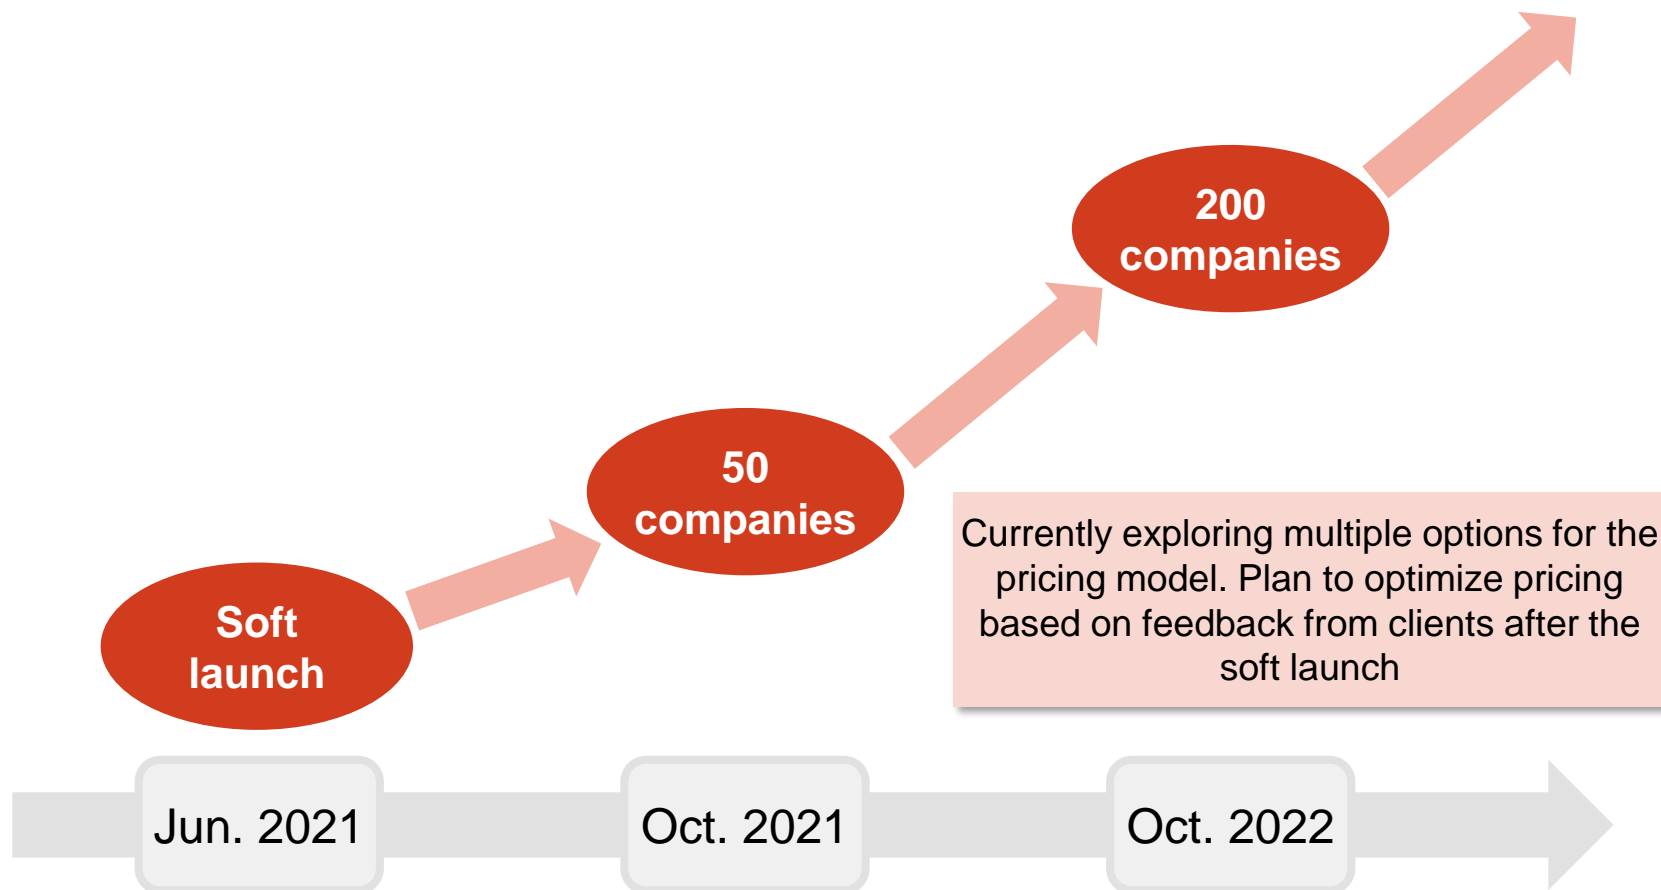 200
companies
50
companies
Soft
launch
Currently exploring multiple options for the
pricing model. Plan to optimize pricing
based on feedback from clients after the
soft launch
Jun. 2021
Oct. 2021
Oct. 2022